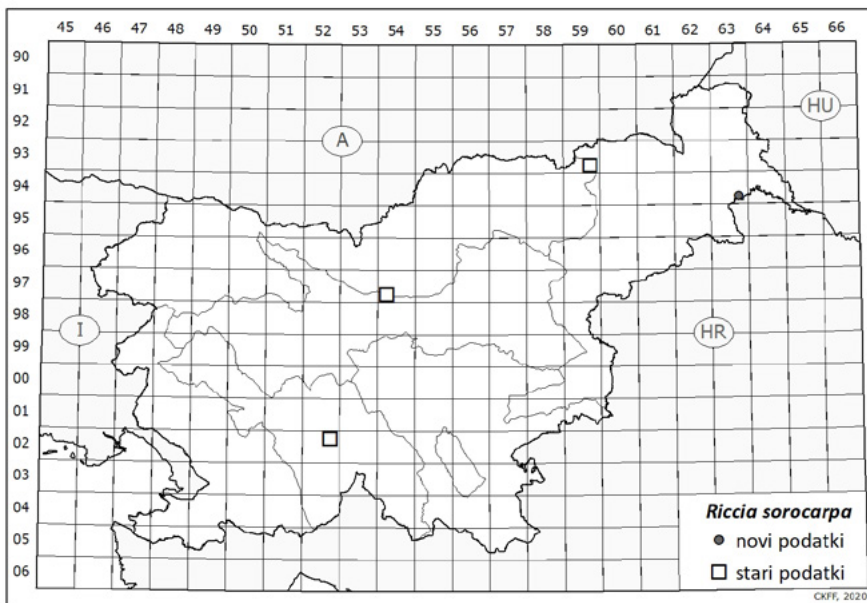 45 46 47 48 49 50 51 52 53 54 55 56 57 58 59 60 61 62 63 64 65 66
90
91
HU
92
A
93
94
95
96
97
98
I
HR
99
00
01
02
03
04
Riccia sorocarpa
05
novi podatki
06
stari podatki
CKFF, 2020